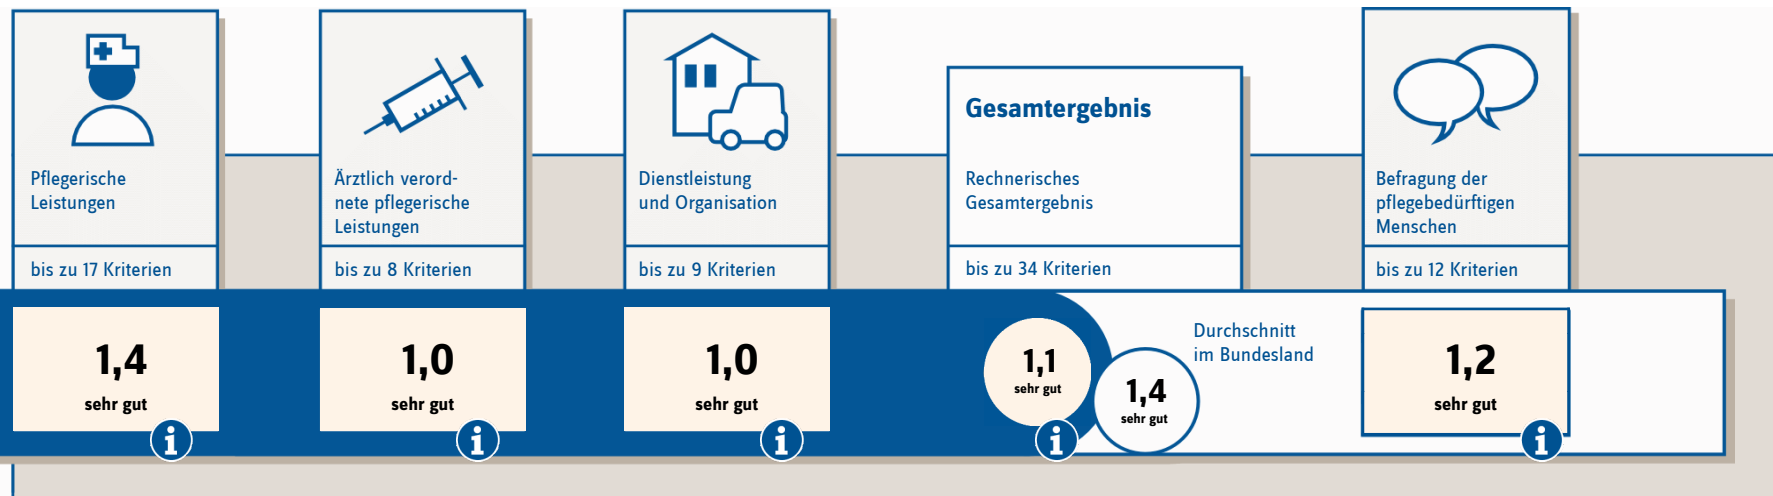 Pflegerische
Leistungen
bis zu 17 Kriterien
1,4
sehr gut
i
Ärztlich verord-
nete pflegerische
Leistungen
bis zu 8 Kriterien
1,0
sehr gut
i
Dienstleistung
und Organisation
bis zu 9 Kriterien
1,0
sehr gut
i
Gesamtergebnis
Rechnerisches
Gesamtergebnis
bis zu 34 Kriterien
1,1
sehr gut
i
Durchschnitt
im Bundesland
1,4
sehr gut
Befragung der
pflegebedürftigen
Menschen
bis zu 12 Kriterien
1,2
sehr gut
i